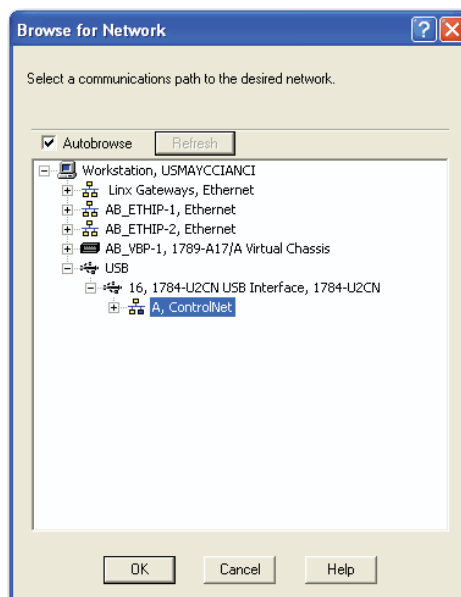 Browse for Network
Select a communications path to the desired network.
Autobrowse Refresh
Workstation, USMAYCCIANCI
Linx Gateways, Ethernet
AB_ETHIP-1, Ethernet
AB_ETHIP-2, Ethernet
AB_VBP-1, 1789-A17/A Virtual Chassis
USB
16, 1784-U2CN USB Interface, 1784-U2CN
A, ControlNet
OK Cancel Help